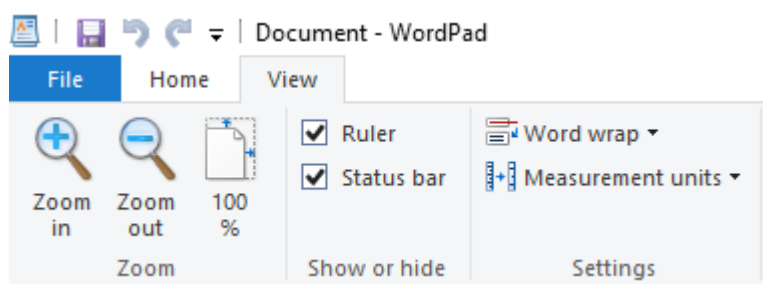 Document - WordPad
File Home View
Zoom in
Zoom out
100 %
Zoom
Ruler
Status bar
Show or hide
Word wrap
Measurement units
Settings